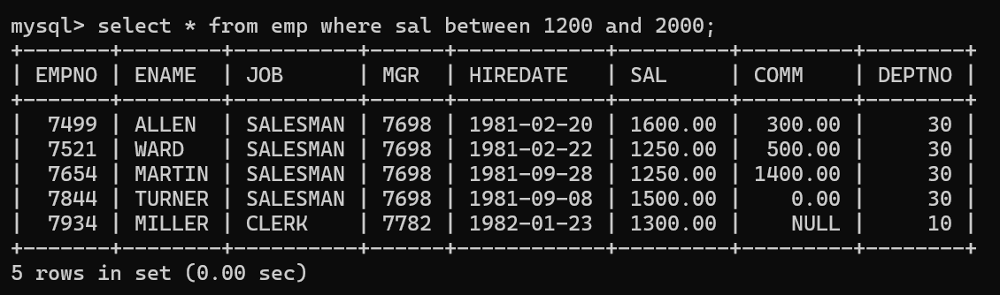 mysql> select * from emp where sal between 1200 and 2000;
+-------+--------+----------+------+------------+---------+---------+--------+
| EMPNO | ENAME  | JOB      | MGR  | HIREDATE   | SAL     | COMM    | DEPTNO |
+-------+--------+----------+------+------------+---------+---------+--------+
|  7499 | ALLEN  | SALESMAN | 7698 | 1981-02-20 | 1600.00 |  300.00 |     30 |
|  7521 | WARD   | SALESMAN | 7698 | 1981-02-22 | 1250.00 |  500.00 |     30 |
|  7654 | MARTIN | SALESMAN | 7698 | 1981-09-28 | 1250.00 | 1400.00 |     30 |
|  7844 | TURNER | SALESMAN | 7698 | 1981-09-08 | 1500.00 |    0.00 |     30 |
|  7934 | MILLER | CLERK    | 7782 | 1982-01-23 | 1300.00 |    NULL |     10 |
+-------+--------+----------+------+------------+---------+---------+--------+
5 rows in set (0.00 sec)